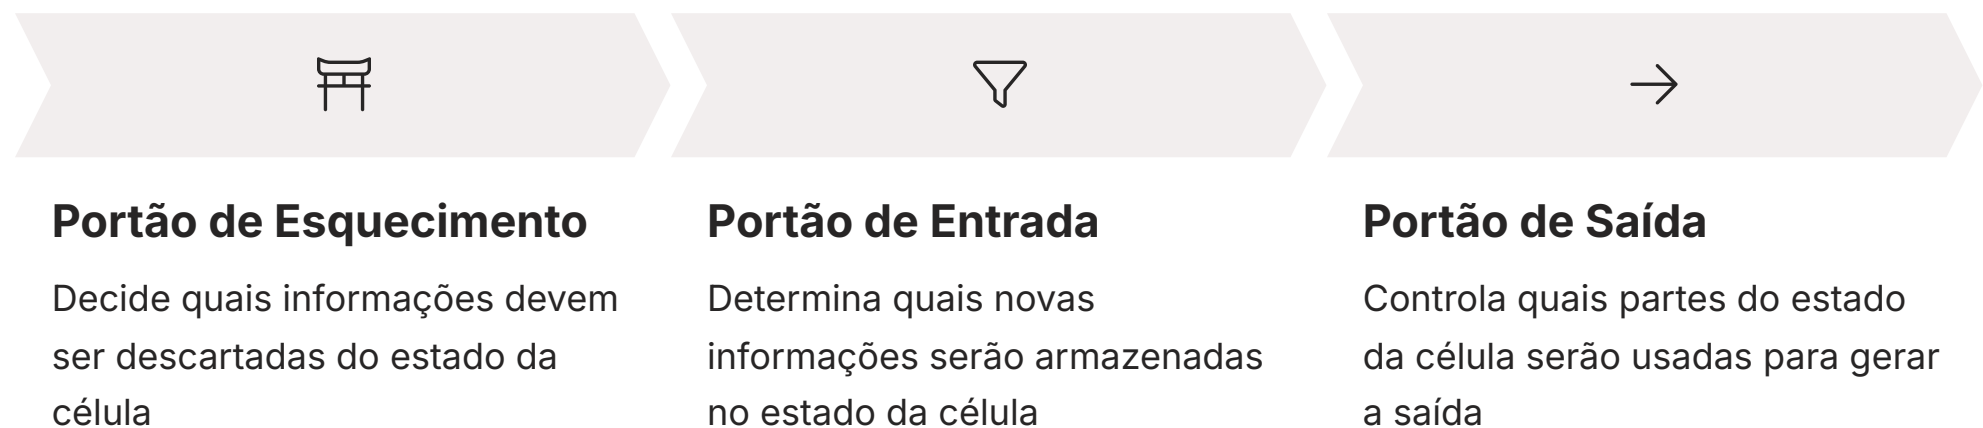 Portão de Esquecimento
Decide quais informações devem
ser descartadas do estado da
célula
Portão de Entrada
Determina quais novas
informações serão armazenadas
no estado da célula
Portão de Saída
Controla quais partes do estado
da célula serão usadas para gerar
a saída